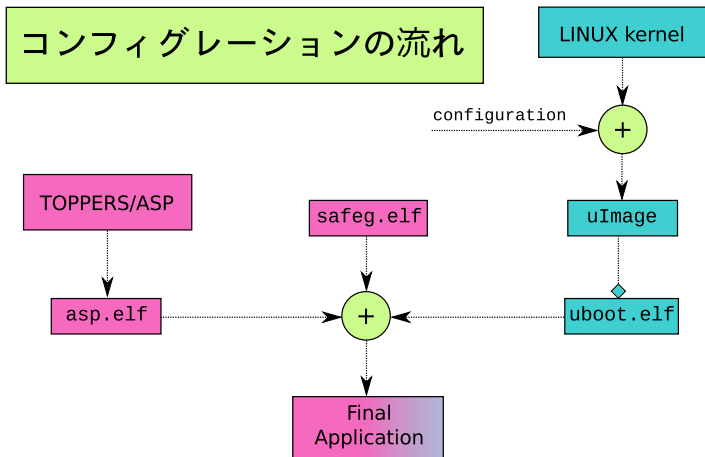 コンフィグレーションの流れ
LINUX kernel
configuration
+
TOPPERS/ASP
safeg.elf
uImage
asp.elf
+
uboot.elf
Final
Application